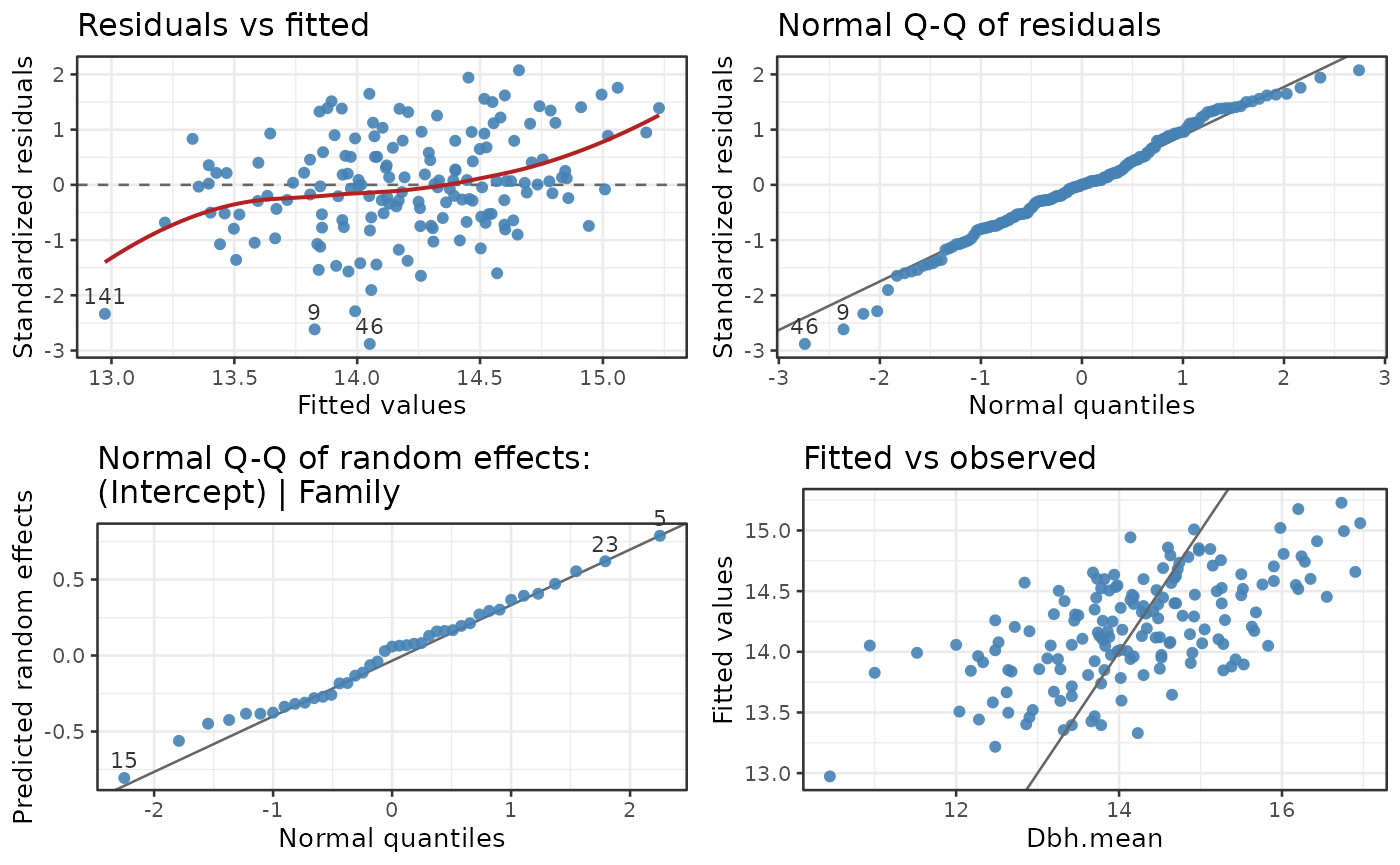 Residuals vs fitted
Standardized residuals
2
1
0
-1
-2
-3
141
9
46
13.0 13.5 14.0 14.5 15.0
Fitted values
Normal Q-Q of residuals
Standardized residuals
2
1
0
-1
-2
-3
46 9
-3 -2 -1 0 1 2 3
Normal quantiles
Normal Q-Q of random effects:
(Intercept) | Family
Predicted random effects
0.5
0.0
-0.5
5
23
15
-2 -1 0 1 2
Normal quantiles
Fitted vs observed
Fitted values
15.0
14.5
14.0
13.5
13.0
12 14 16
Dbh.mean